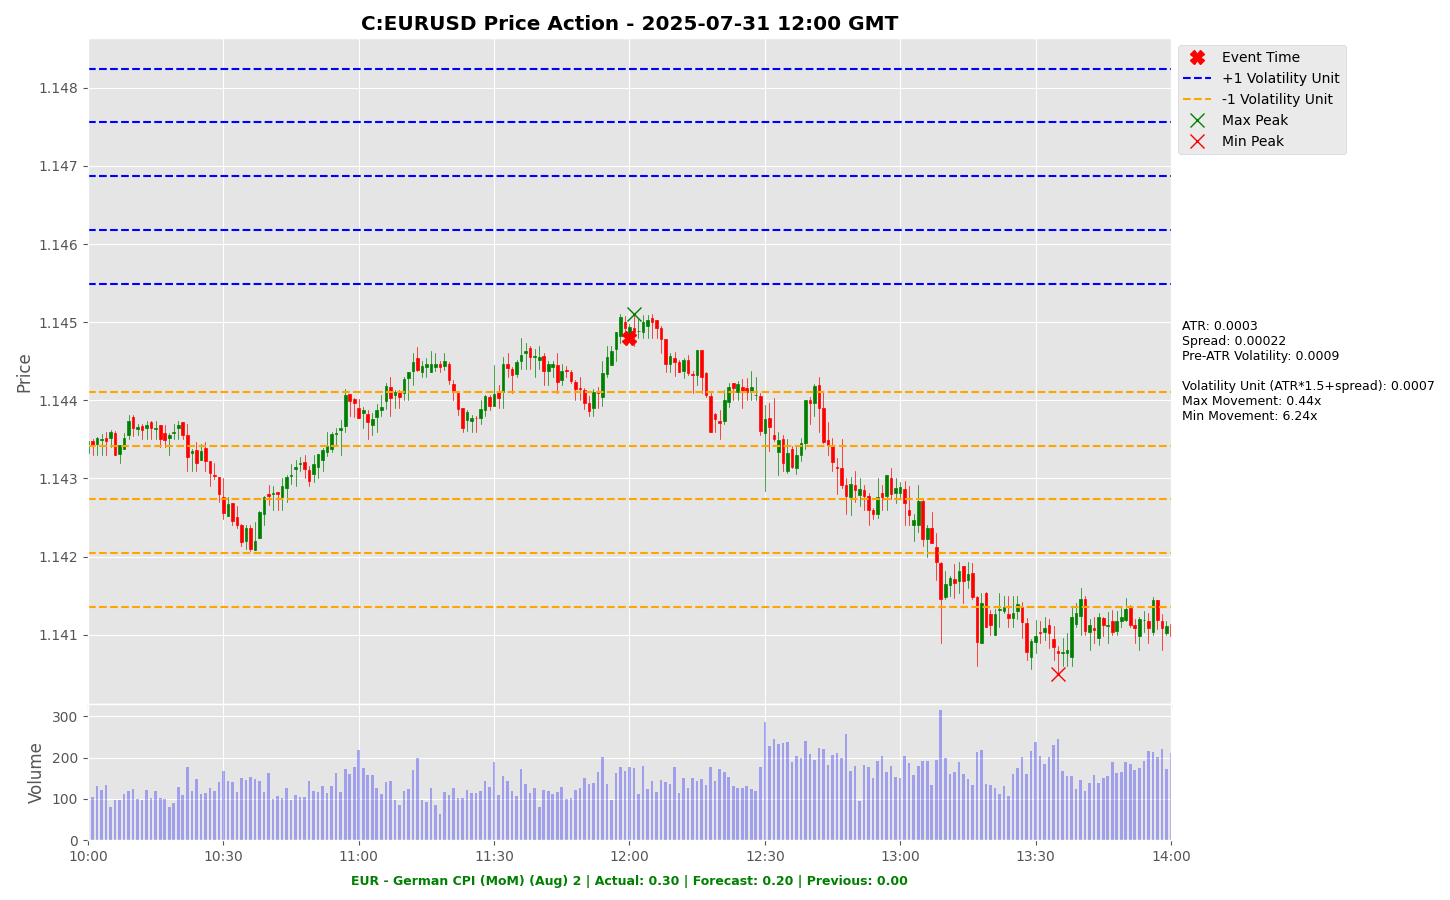 C:EURUSD Price Action - 2025-07-31 12:00 GMT
Event Time
+1 Volatility Unit
-1 Volatility Unit
Max Peak
Min Peak
Price
1.148
1.147
1.146
1.145
1.144
1.143
1.142
1.141
ATR: 0.0003
Spread: 0.00022
Pre-ATR Volatility: 0.0009
Volatility Unit (ATR*1.5+spread): 0.0007
Max Movement: 0.44x
Min Movement: 6.24x
Volume
300
200
100
0
10:00 10:30 11:00 11:30 12:00 12:30 13:00 13:30 14:00
EUR - German CPI (MoM) (Aug) 2 | Actual: 0.30 | Forecast: 0.20 | Previous: 0.00